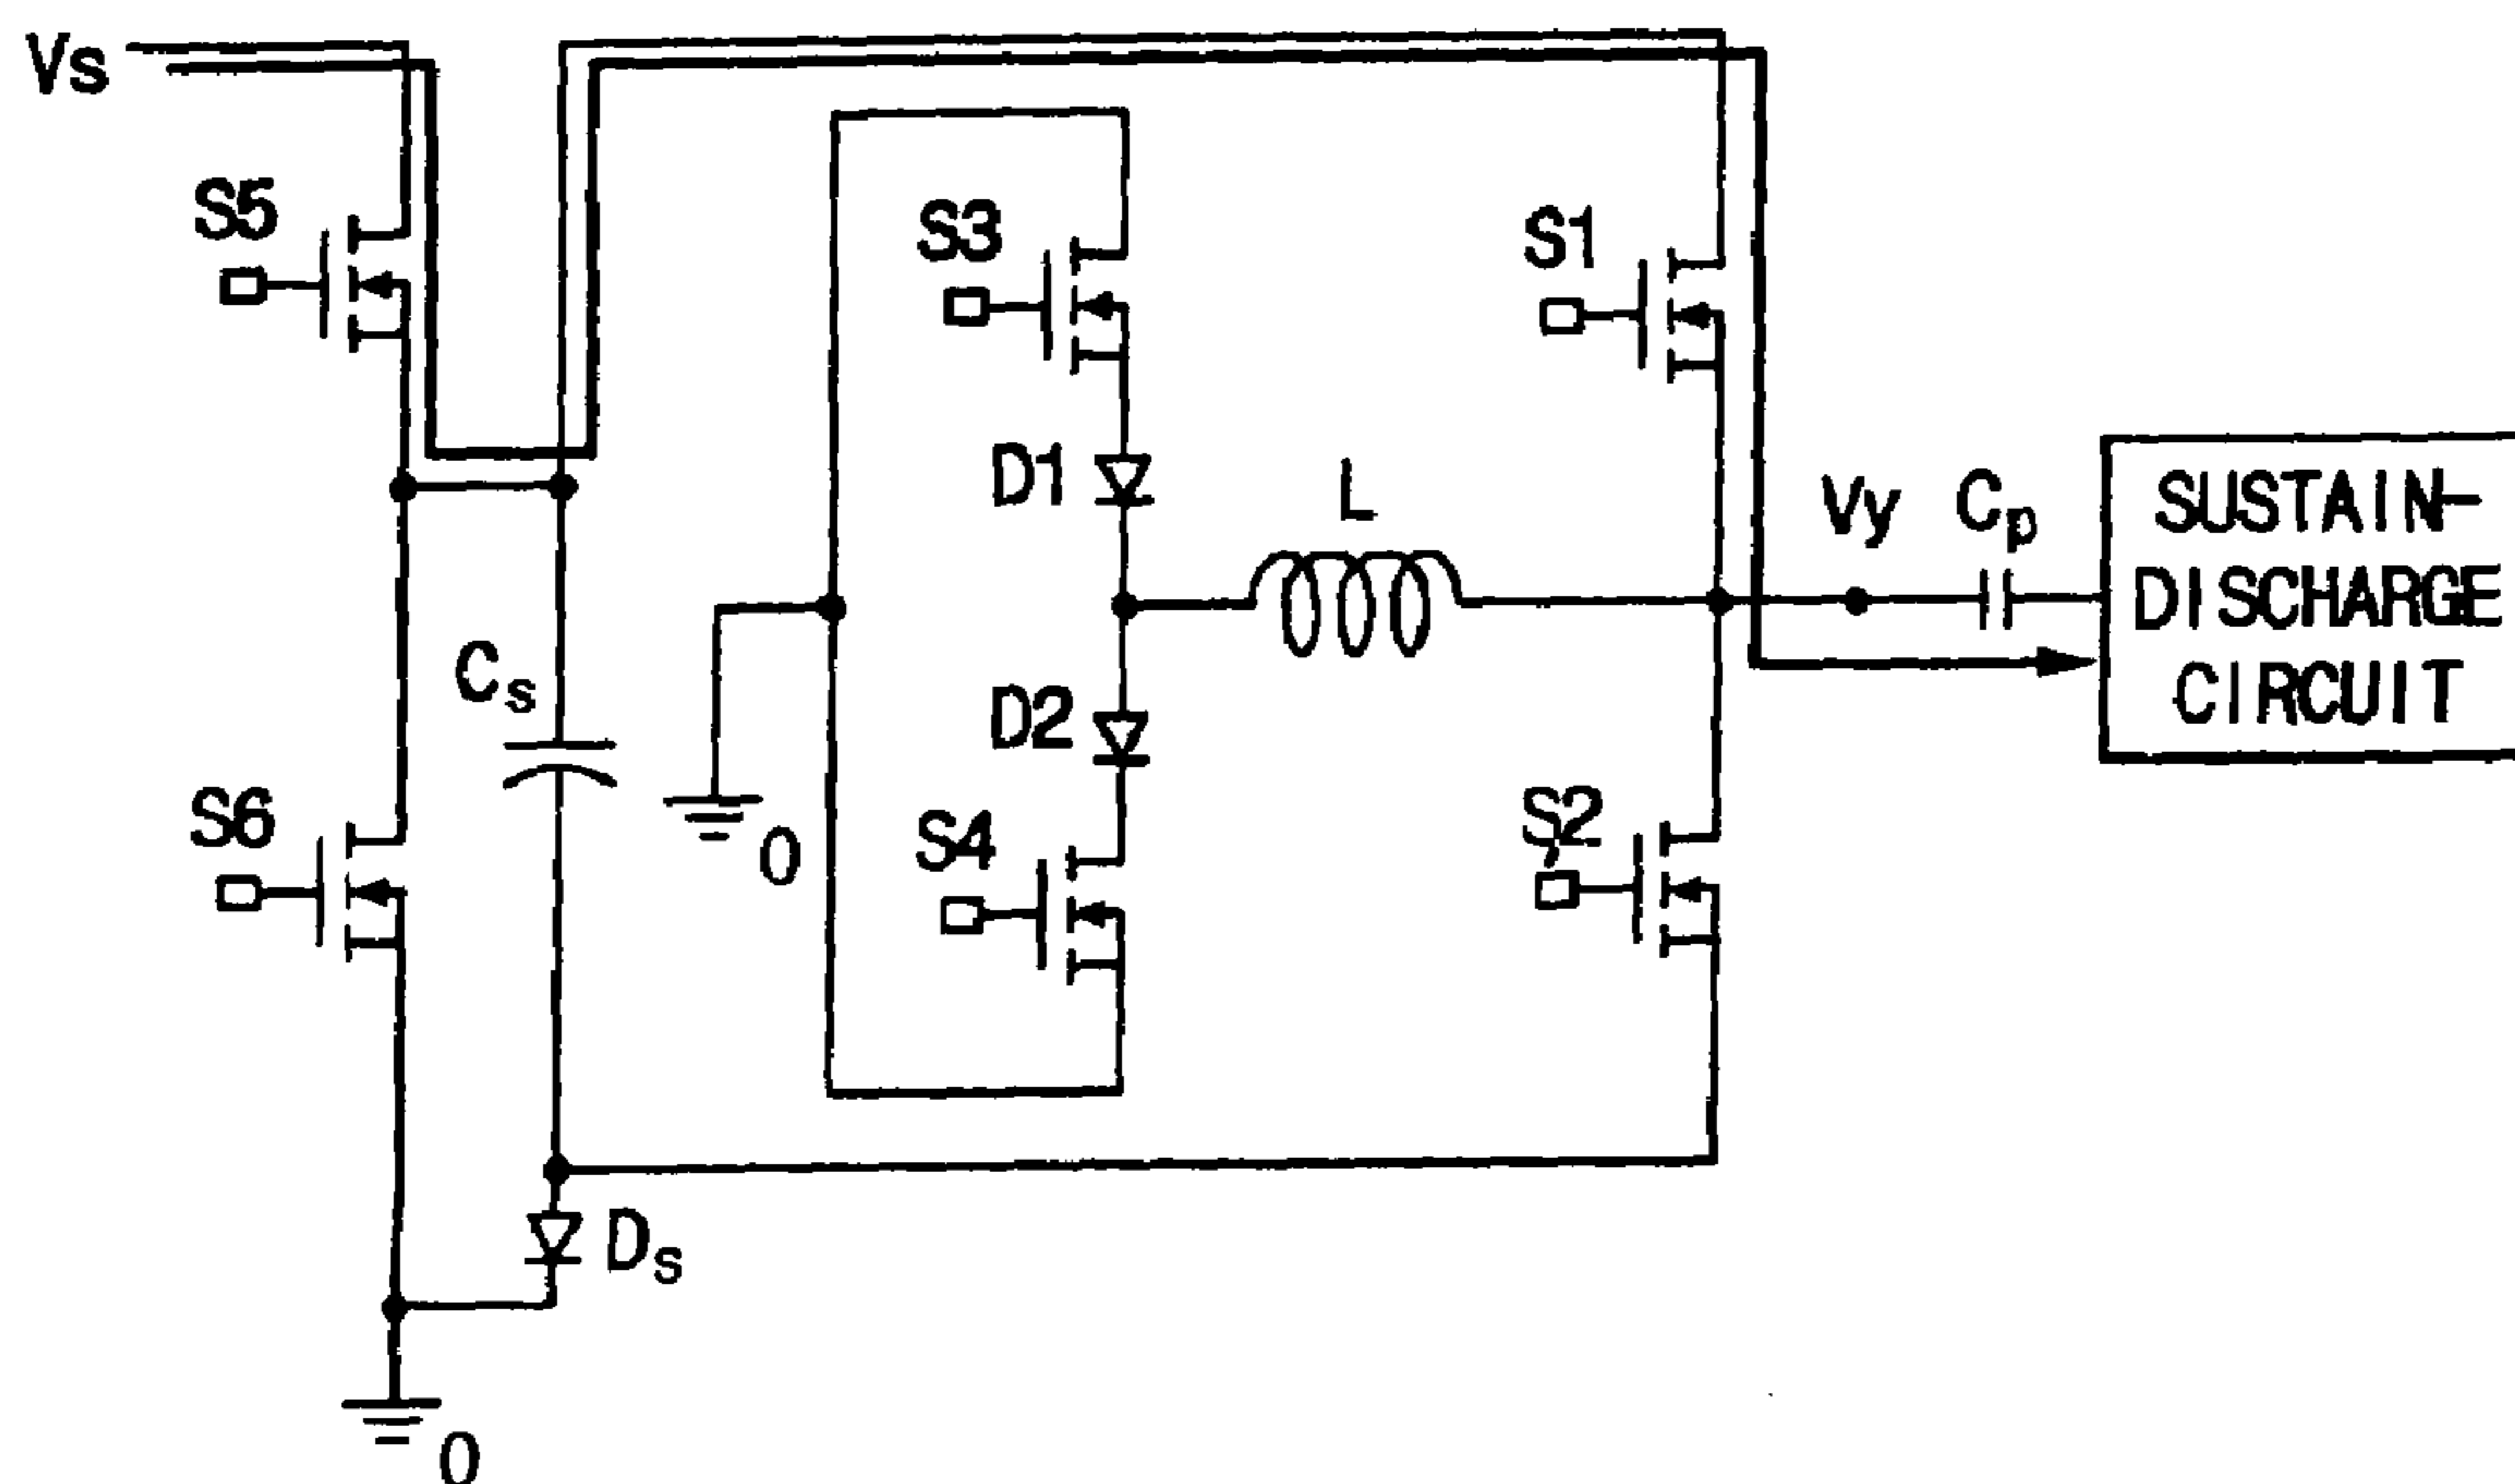 Vs
S5
S3
S1
D1
L
Vy
Cp
SUSTAIN-
DISCHARGE
CIRCUIT
Cs
D2
S6
S4
S2
0
Ds
0